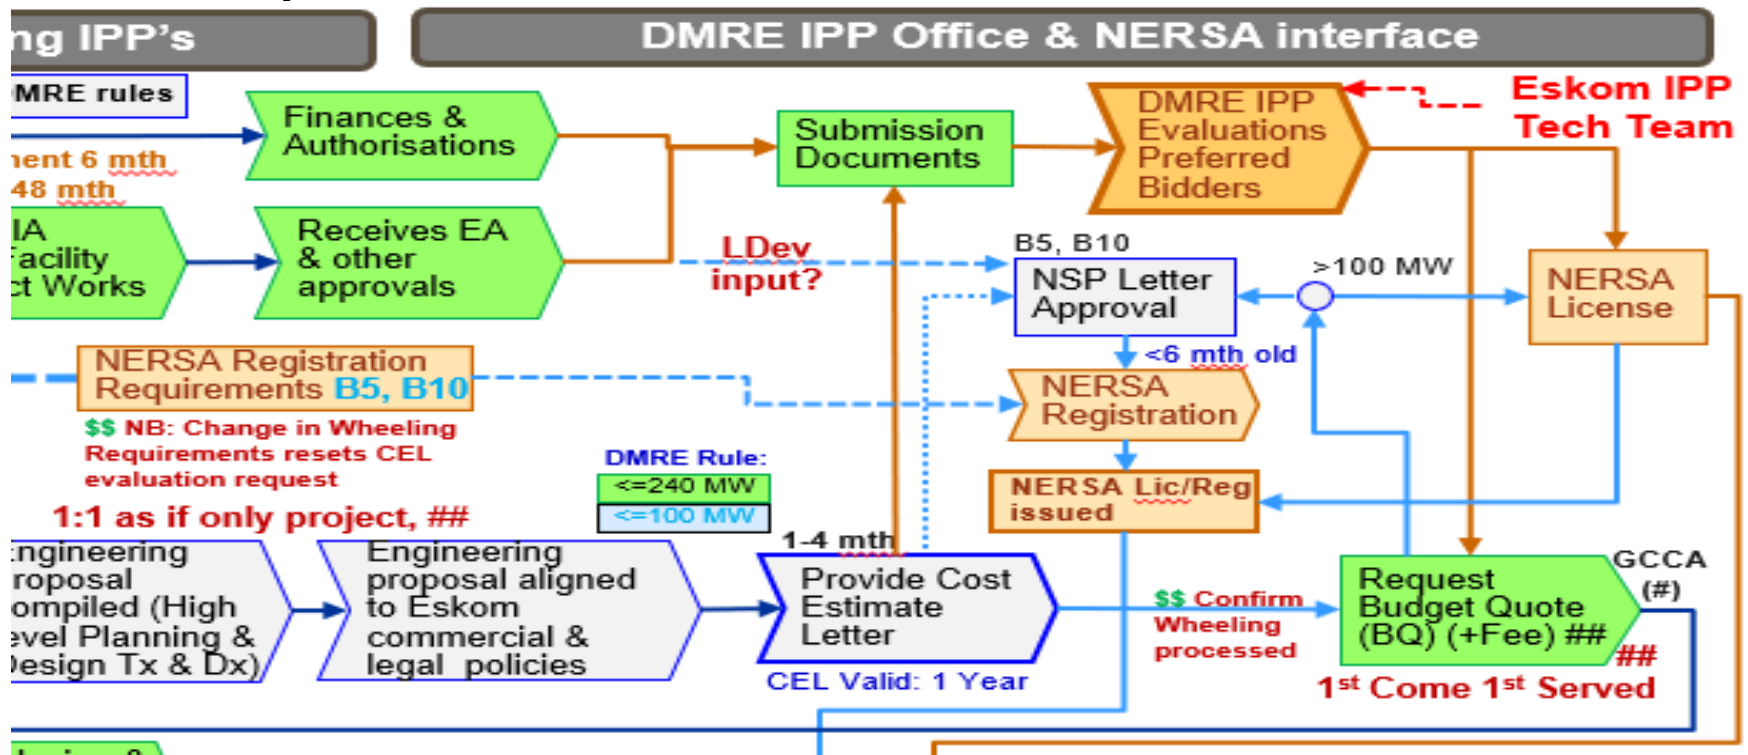 ng IPP's
DMRE IPP Office & NERSA interface
MRE rules
Finances &
Authorisations
Submission
Documents
DMRE IPP
Evaluations
Preferred
Bidders
Eskom IPP
Tech Team
nent 6 mth
48 mth
IA
Facility
ct Works
Receives EA
& other
approvals
LDev
input?
B5, B10
NSP Letter
Approval
>100 MW
NERSA
License
<6 mth old
NERSA Registration
Requirements B5, B10
NERSA
Registration
$$ NB: Change in Wheeling
Requirements resets CEL
evaluation request
DMRE Rule:
<=240 MW
<=100 MW
NERSA Lic/Reg
issued
1:1 as if only project, ##
1-4 mth
Engineering
roposal
ompiled (High
evel Planning &
Design Tx & Dx)
Engineering
proposal aligned
to Eskom
commercial &
legal policies
Provide Cost
Estimate
Letter
CEL Valid: 1 Year
$$ Confirm
Wheeling
processed
Request
Budget Quote
(BQ) (+Fee) ##
GCCA
(#)
##
1st Come 1st Served